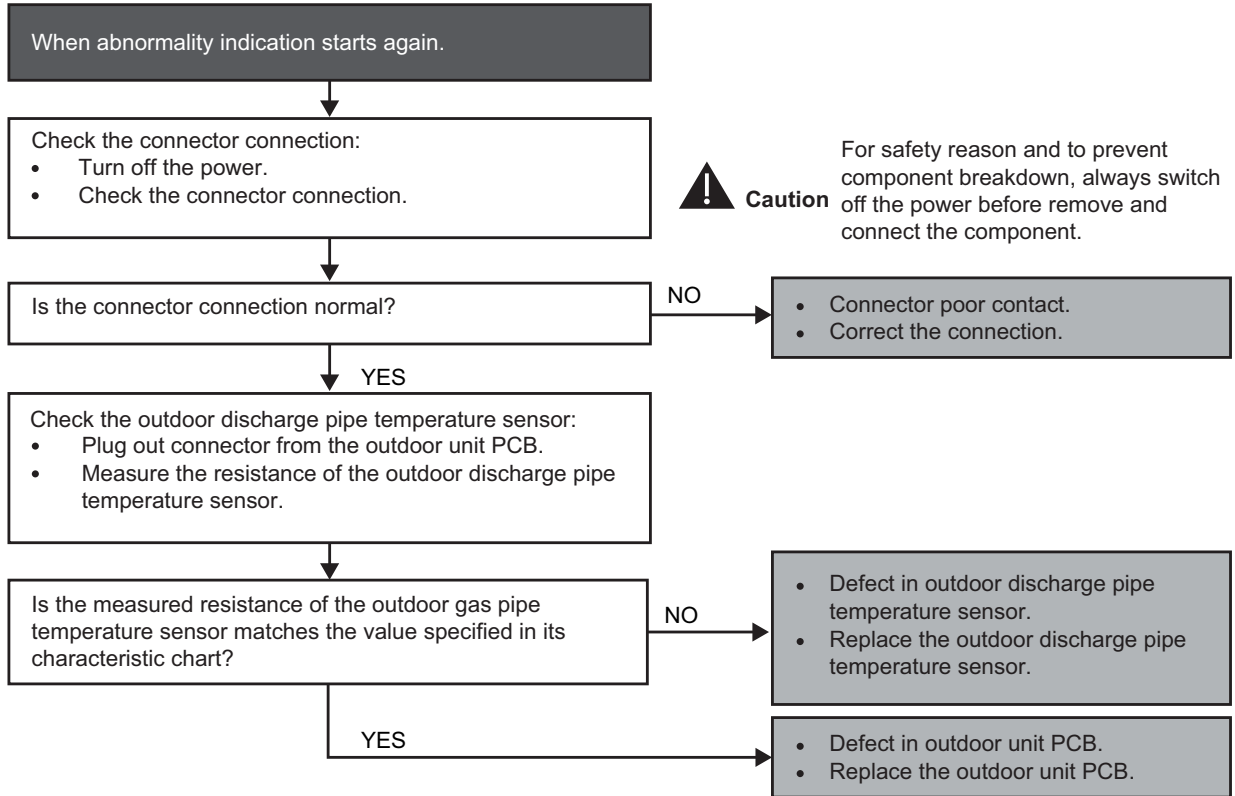 When abnormality indication starts again.
Check the connector connection:
• Turn off the power.
• Check the connector connection.
For safety reason and to prevent
component breakdown, always switch
Caution off the power before remove and
connect the component.
Is the connector connection normal?
NO
• Connector poor contact.
• Correct the connection.
YES
Check the outdoor discharge pipe temperature sensor:
• Plug out connector from the outdoor unit PCB.
• Measure the resistance of the outdoor discharge pipe
temperature sensor.
Is the measured resistance of the outdoor gas pipe
temperature sensor matches the value specified in its
characteristic chart?
NO
• Defect in outdoor discharge pipe
temperature sensor.
• Replace the outdoor discharge pipe
temperature sensor.
YES
• Defect in outdoor unit PCB.
• Replace the outdoor unit PCB.